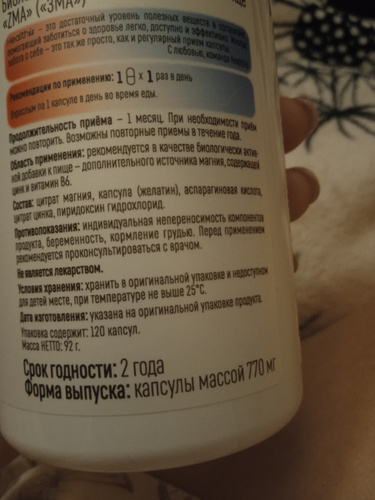 «ZMA» («ЗМА»)
– это достаточный уровень полезных веществ в организме,
помогающий заботиться о здоровье легко, доступно и эффективно. Жизнь
забота о себе – это так же просто, как и регулярный прием капсулы.
С любовью, команда
Рекомендации по применению: 1 x 1 раз в день
Взрослым по 1 капсуле в день во время еды.
Продолжительность приёма – 1 месяц. При необходимости приём
можно повторить. Возможны повторные приемы в течение года.
Область применения: рекомендуется в качестве биологически актив-
ной добавки к пище – дополнительного источника магния, содержащей
цинк и витамин B6.
Состав: цитрат магния, капсула (желатин), аспарагиновая кислота,
цитрат цинка, пиридоксин гидрохлорид.
Противопоказания: индивидуальная непереносимость компонентов
продукта, беременность, кормление грудью. Перед применением
рекомендуется проконсультироваться с врачом.
Не является лекарством.
Условия хранения: хранить в оригинальной упаковке и недоступном
для детей месте, при температуре не выше 25°C.
Дата изготовления: указана на оригинальной упаковке продукта.
Упаковка содержит: 120 капсул.
Масса НЕТТО: 92 г.
Срок годности: 2 года
Форма выпуска: капсулы массой 770 мг